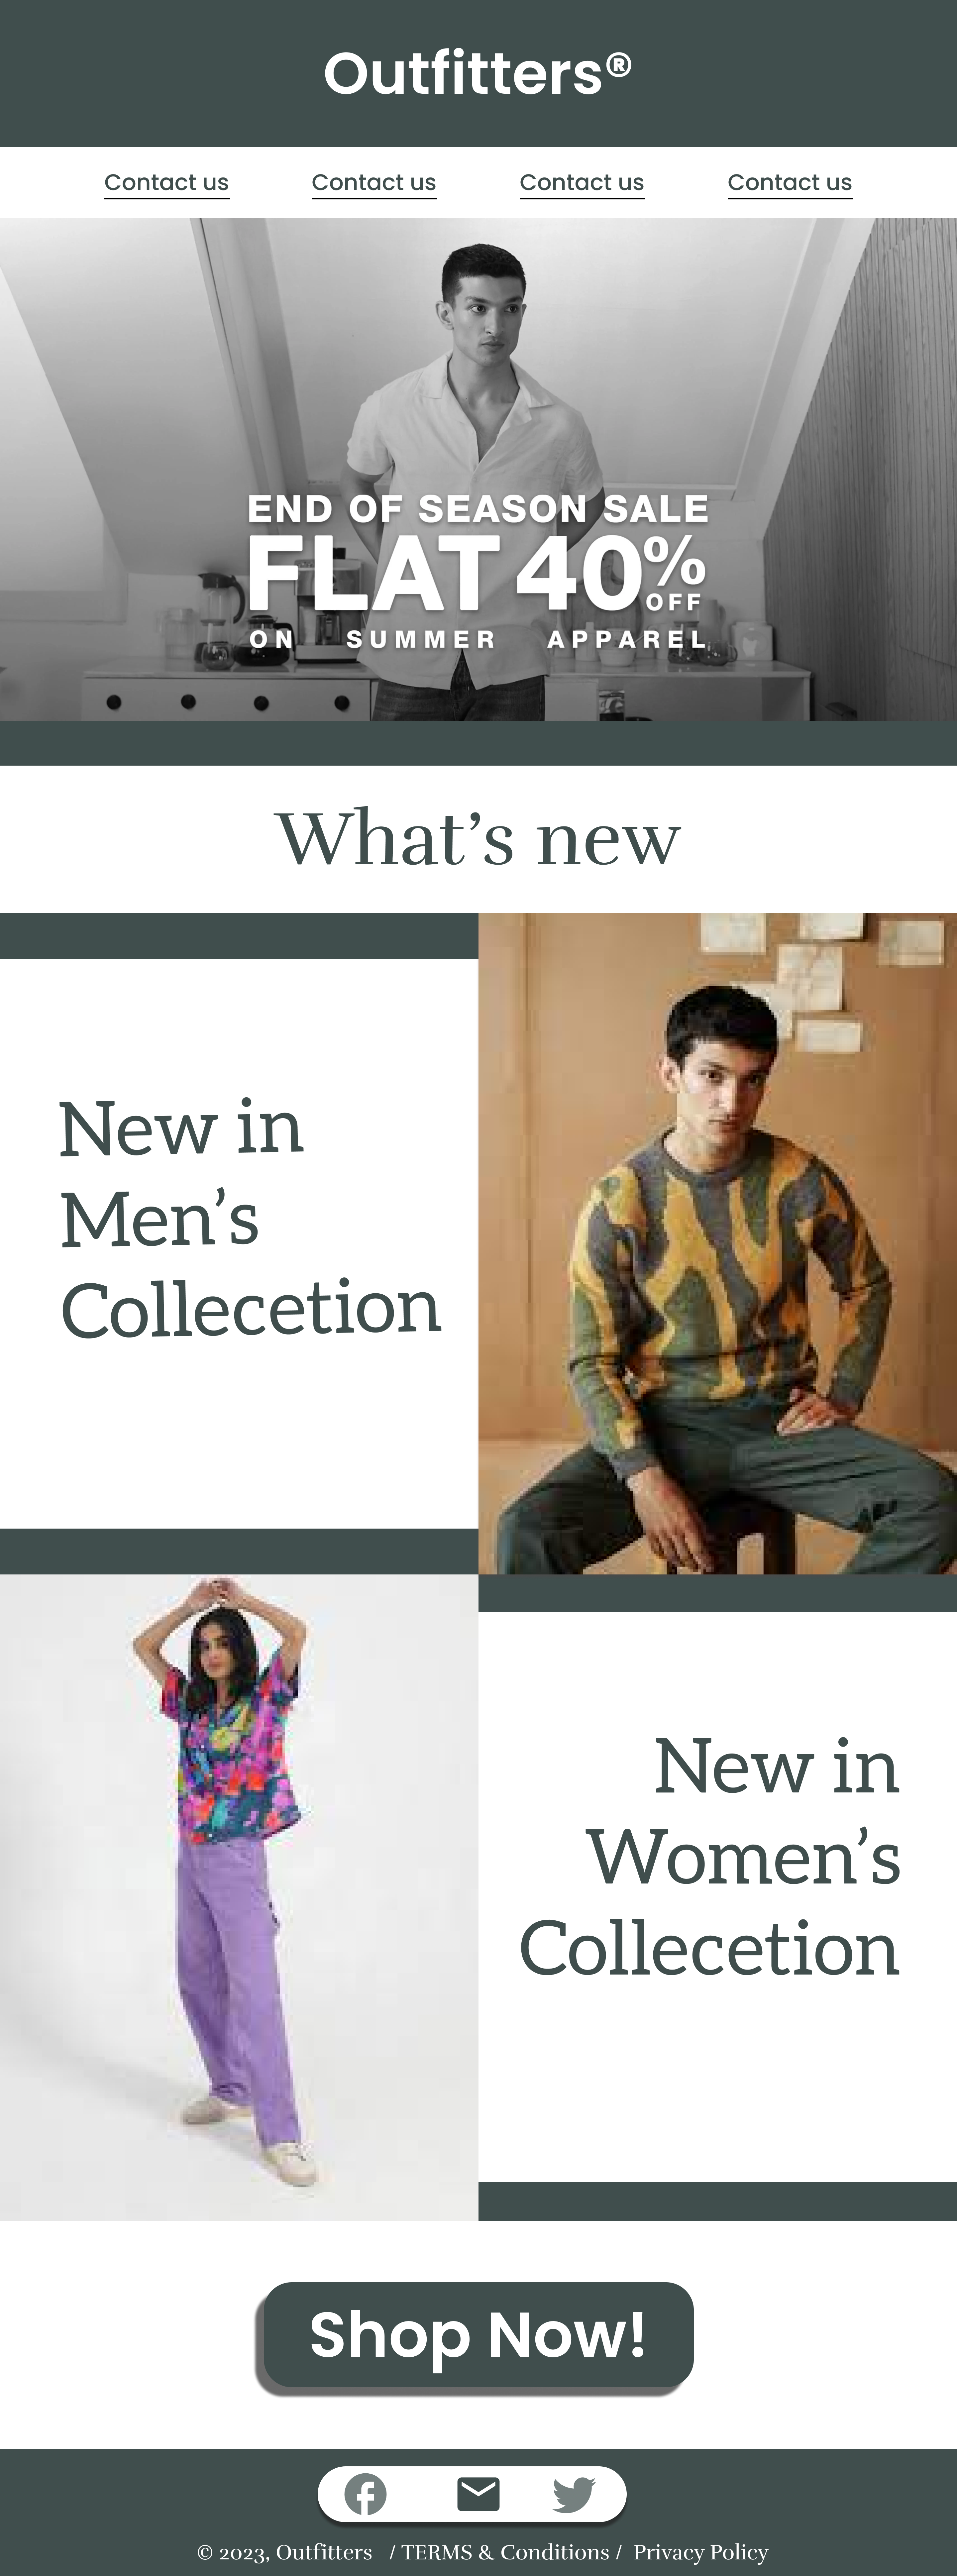 Outfitters®
Contact us Contact us Contact us Contact us
END OF SEASON SALE
FLAT 40% OFF
ON SUMMER APPAREL
What’s new
New in
Men’s
Collecetion
New in
Women’s
Collecetion
Shop Now!
© 2023, Outfitters / TERMS & Conditions / Privacy Policy